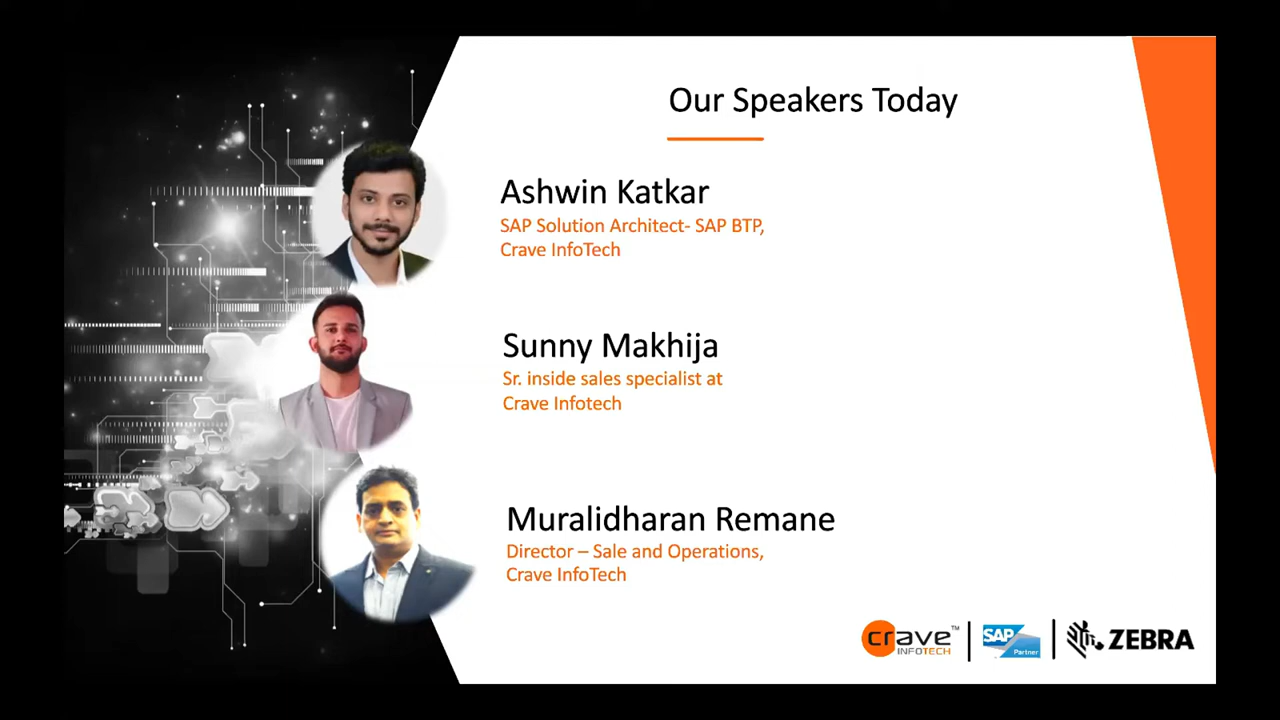 Our Speakers Today
Ashwin Katkar
SAP Solution Architect- SAP BTP,
Crave InfoTech
Sunny Makhija
Sr. inside sales specialist at
Crave Infotech
Muralidharan Remane
Director – Sale and Operations,
Crave InfoTech
crave™
INFOTECH
SAP
Partner
ZEBRA